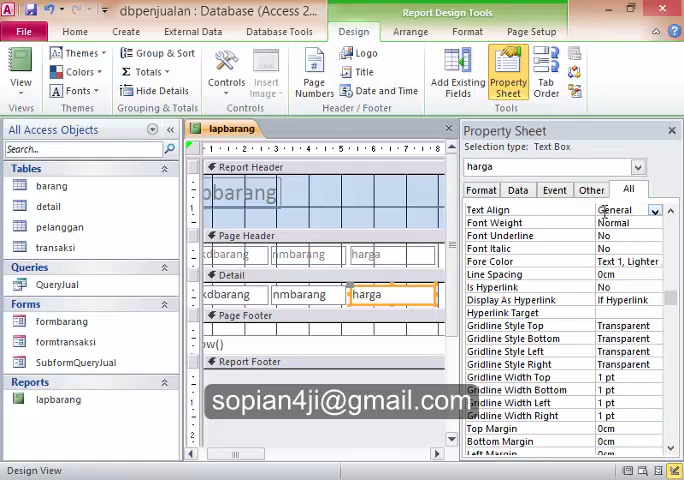 dbpenjualan : Database (Access 2...
Report Design Tools
File
Home
Create
External Data
Database Tools
Design
Arrange
Format
Page Setup
View
Views
Themes
Colors
Fonts
Themes
Group & Sort
Totals
Hide Details
Grouping & Totals
Controls
Insert Image
Controls
Page Numbers
Logo
Title
Date and Time
Header / Footer
Add Existing Fields
Property Sheet
Tab Order
Tools
All Access Objects
Search...
Tables
barang
detail
pelanggan
transaksi
Queries
QueryJual
Forms
formbarang
formtransaksi
SubformQueryJual
Reports
lapbarang
lapbarang
Report Header
pbarang
Page Header
kdbarang nmbarang harga
Detail
kdbarang nmbarang harga
Page Footer
ow()
Report Footer
Property Sheet
Selection type: Text Box
harga
Format Data Event Other All
Text Align General
Font Weight Normal
Font Underline No
Font Italic No
Fore Color Text 1, Lighter
Line Spacing 0cm
Is Hyperlink No
Display As Hyperlink If Hyperlink
Hyperlink Target
Gridline Style Top Transparent
Gridline Style Bottom Transparent
Gridline Style Left Transparent
Gridline Style Right Transparent
Gridline Width Top 1 pt
Gridline Width Bottom 1 pt
Gridline Width Left 1 pt
Gridline Width Right 1 pt
Top Margin 0cm
Bottom Margin 0cm
Left Margin 0cm
sopian4ji@gmail.com
Design View